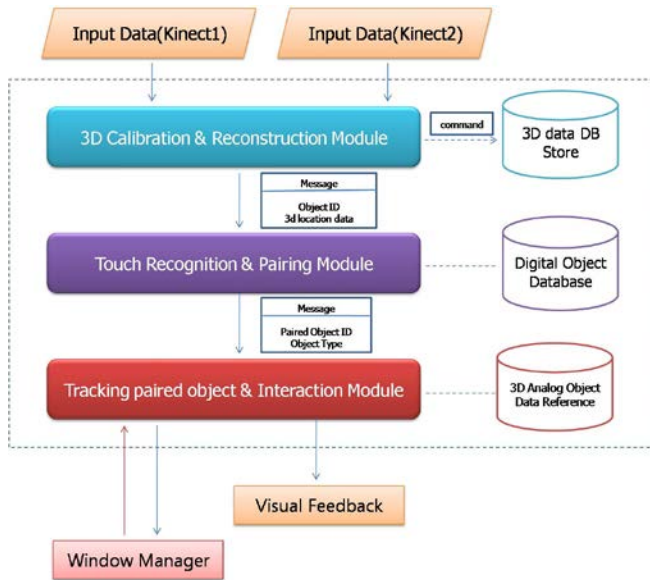 Input Data(Kinect1)
Input Data(Kinect2)
3D Calibration & Reconstruction Module
command
3D data DB
Store
Message
Object ID
3d location data
Touch Recognition & Pairing Module
Digital Object
Database
Message
Paired Object ID
Object Type
Tracking paired object & Interaction Module
3D Analog Object
Data Reference
Visual Feedback
Window Manager